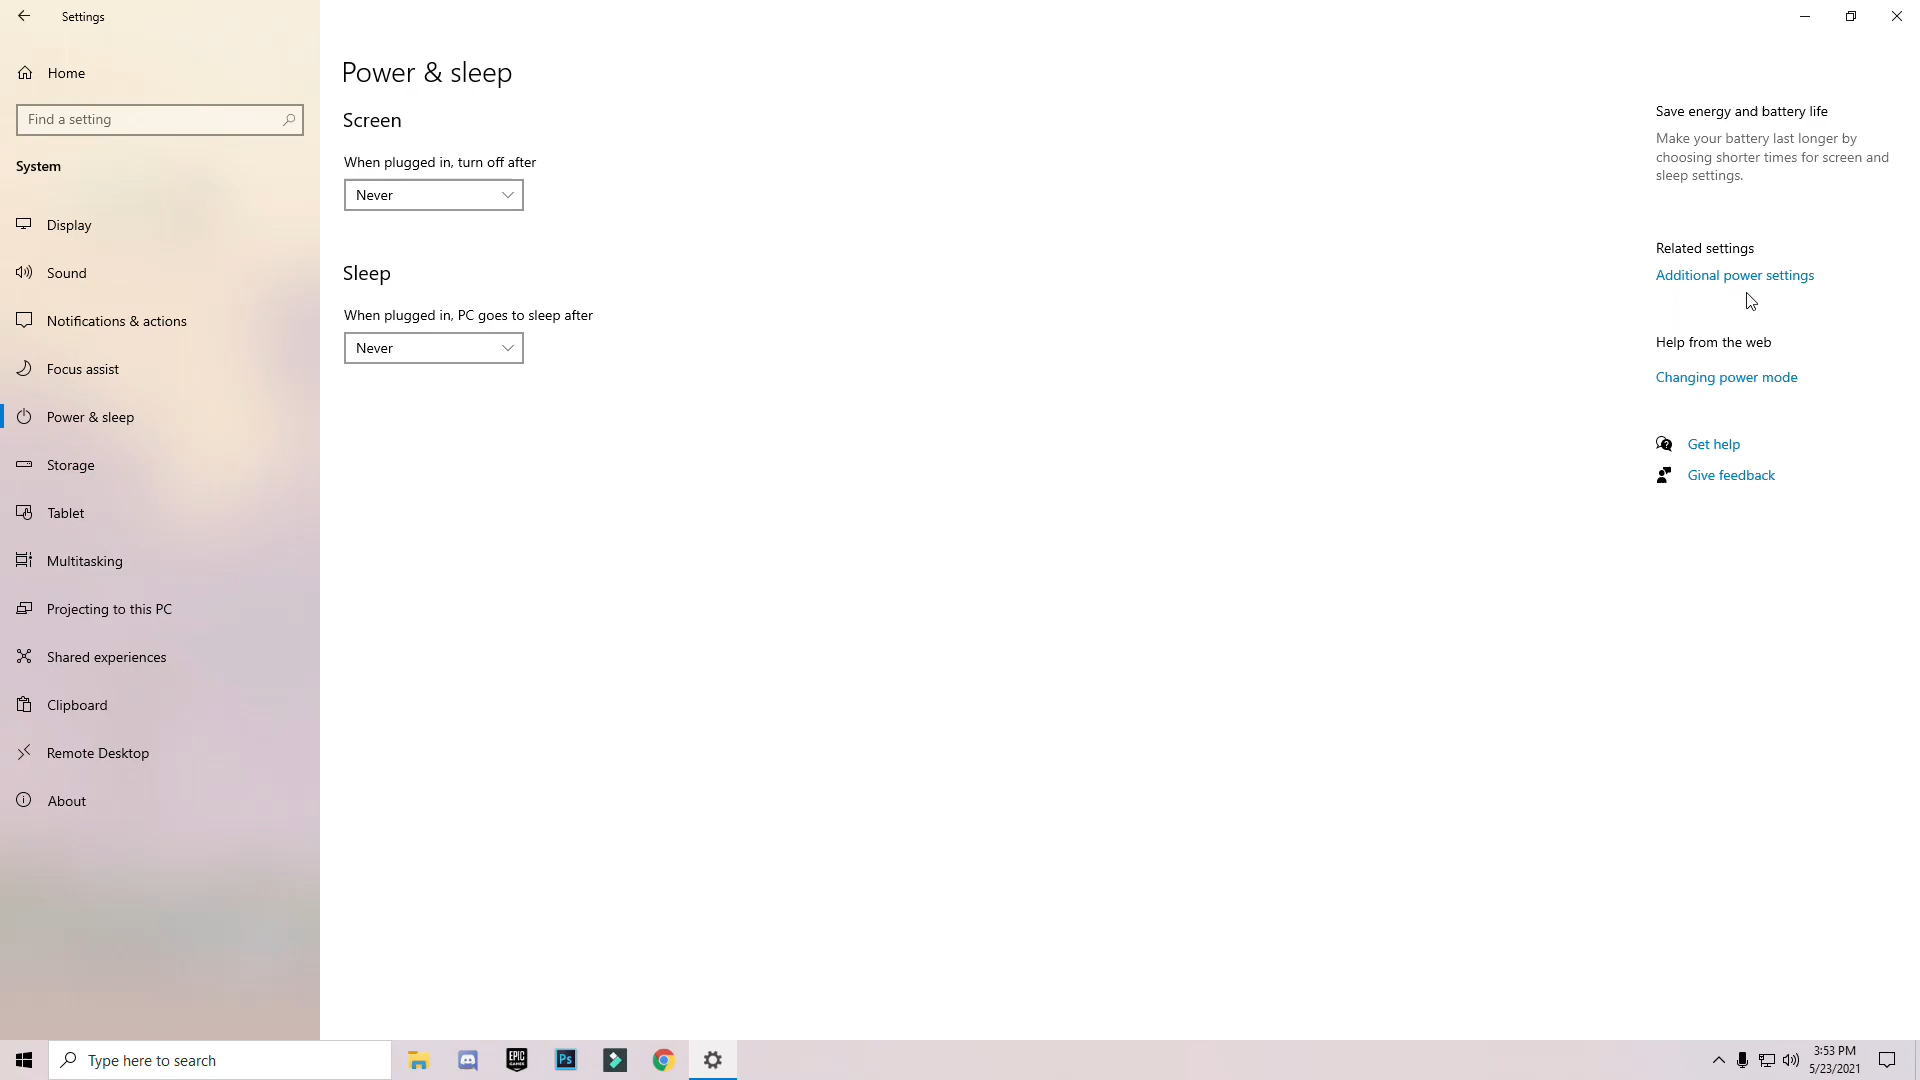 Settings
Home
Find a setting
System
Display
Sound
Notifications & actions
Focus assist
Power & sleep
Storage
Tablet
Multitasking
Projecting to this PC
Shared experiences
Clipboard
Remote Desktop
About
Power & sleep
Screen
When plugged in, turn off after
Never
Sleep
When plugged in, PC goes to sleep after
Never
Save energy and battery life
Make your battery last longer by
choosing shorter times for screen and
sleep settings.
Related settings
Additional power settings
Help from the web
Changing power mode
Get help
Give feedback
Type here to search
EPIC
GAMES
Ps
3:53 PM
5/23/2021